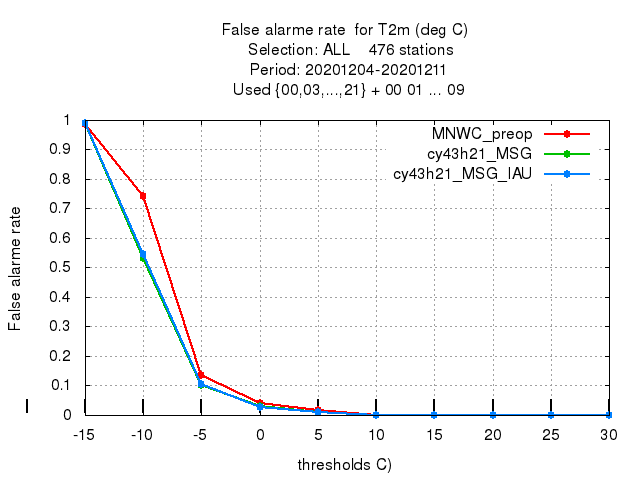 False alarme rate  for T2m (deg C)
Selection: ALL    476 stations
Period: 20201204-20201211
Used {00,03,...,21} + 00 01 ... 09
MNWC_preop
cy43h21_MSG
cy43h21_MSG_IAU
1
0.9
0.8
0.7
0.6
0.5
0.4
0.3
0.2
0.1
0
False alarme rate
-15 -10 -5 0 5 10 15 20 25 30
thresholds C)